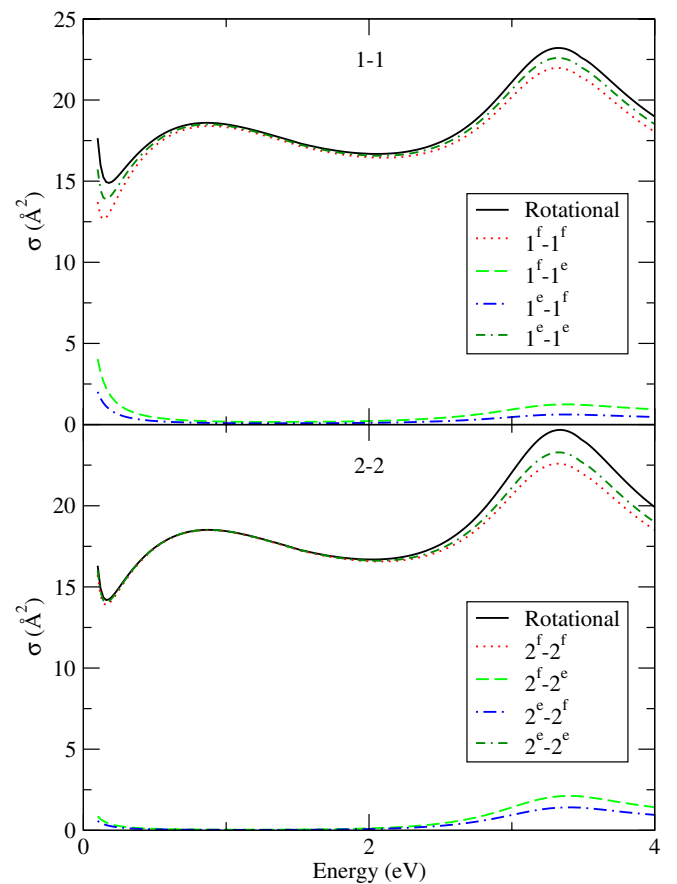 25
1-1
20
15
σ (Å²)
10
5
0
Rotational
1ᶠ-1ᶠ
1ᶠ-1ᵉ
1ᵉ-1ᶠ
1ᵉ-1ᵉ
2-2
20
15
σ (Å²)
10
5
0
Rotational
2ᶠ-2ᶠ
2ᶠ-2ᵉ
2ᵉ-2ᶠ
2ᵉ-2ᵉ
0 2 4
Energy (eV)